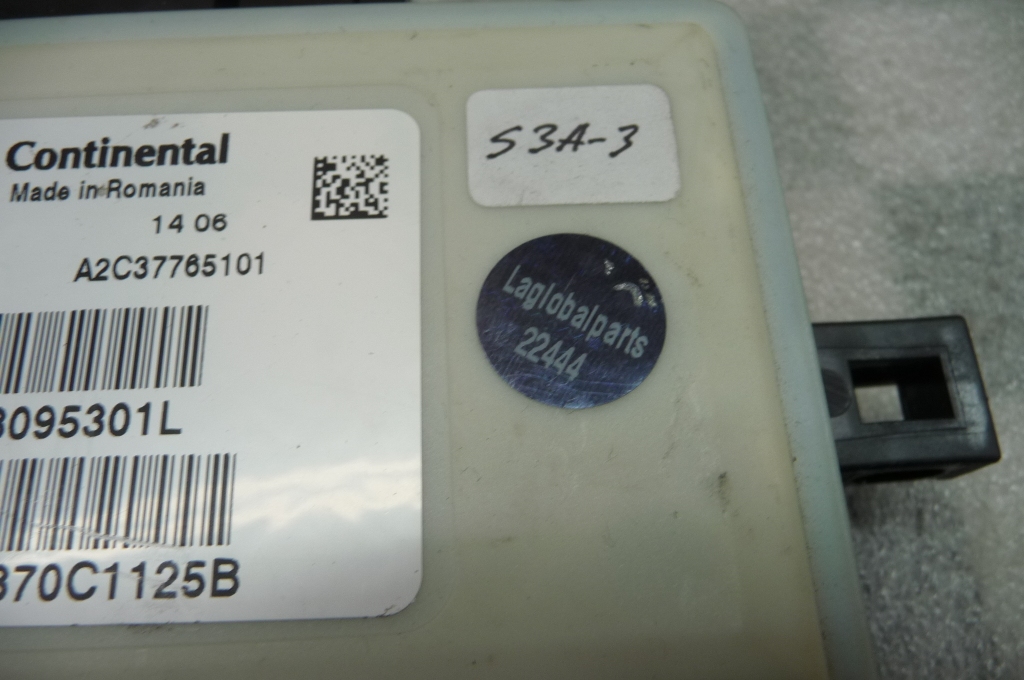 Continental
Made in Romania
14 06
A2C37765101
3095301L
370C1125B
S3A-3
Laglobalparts
22444